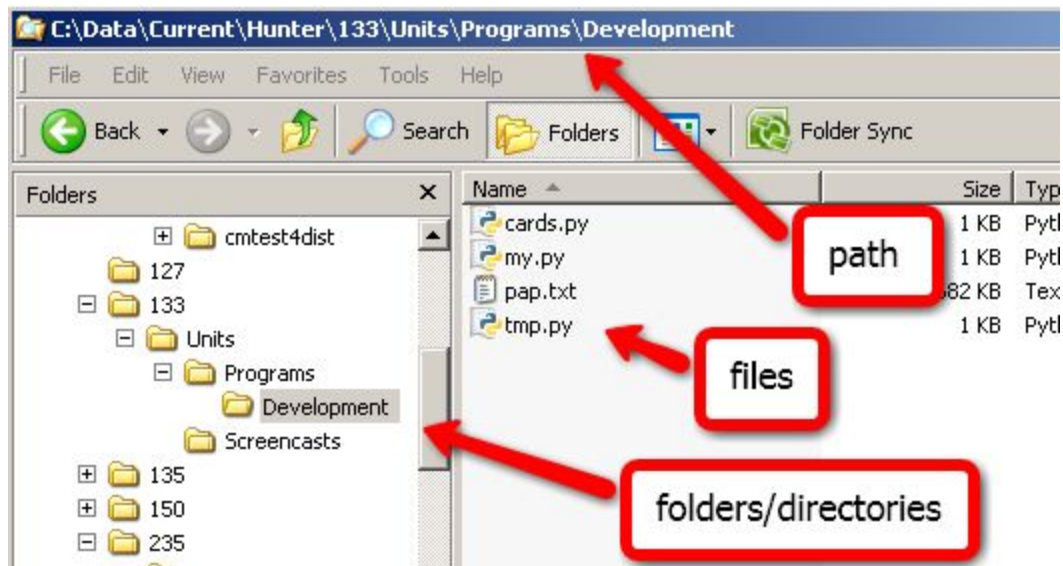 C:\Data\Current\Hunter\133\Units\Programs\Development
File Edit View Favorites Tools Help
Back Search Folders Folder Sync
Folders
cmtest4dist
127
133
Units
Programs
Development
Screencasts
135
150
235
Name Size
cards.py 1 KB
my.py 1 KB
pap.txt 82 KB
tmp.py 1 KB
path
files
folders/directories